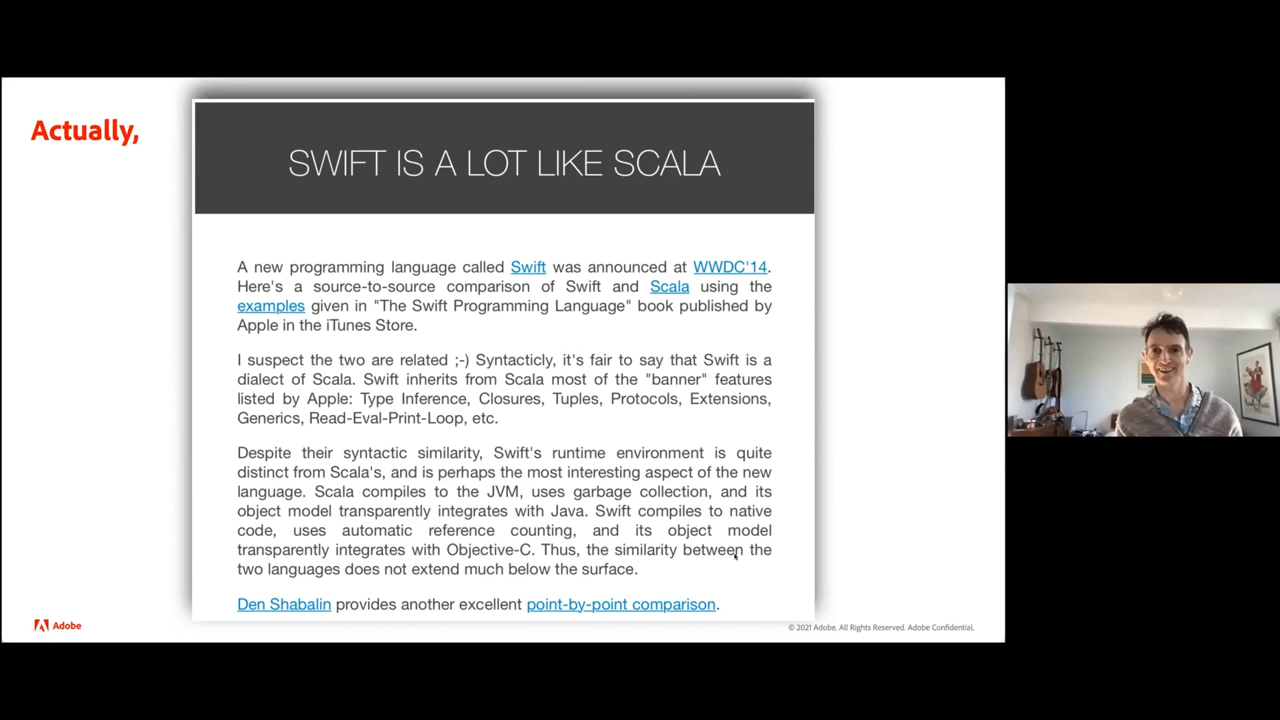 Actually,
SWIFT IS A LOT LIKE SCALA
A new programming language called Swift was announced at WWDC'14.
Here's a source-to-source comparison of Swift and Scala using the
examples given in "The Swift Programming Language" book published by
Apple in the iTunes Store.
I suspect the two are related ;-) Syntacticly, it's fair to say that Swift is a
dialect of Scala. Swift inherits from Scala most of the "banner" features
listed by Apple: Type Inference, Closures, Tuples, Protocols, Extensions,
Generics, Read-Eval-Print-Loop, etc.
Despite their syntactic similarity, Swift's runtime environment is quite
distinct from Scala's, and is perhaps the most interesting aspect of the new
language. Scala compiles to the JVM, uses garbage collection, and its
object model transparently integrates with Java. Swift compiles to native
code, uses automatic reference counting, and its object model
transparently integrates with Objective-C. Thus, the similarity between the
two languages does not extend much below the surface.
Den Shabalin provides another excellent point-by-point comparison.
Adobe
© 2021 Adobe. All Rights Reserved. Adobe Confidential.